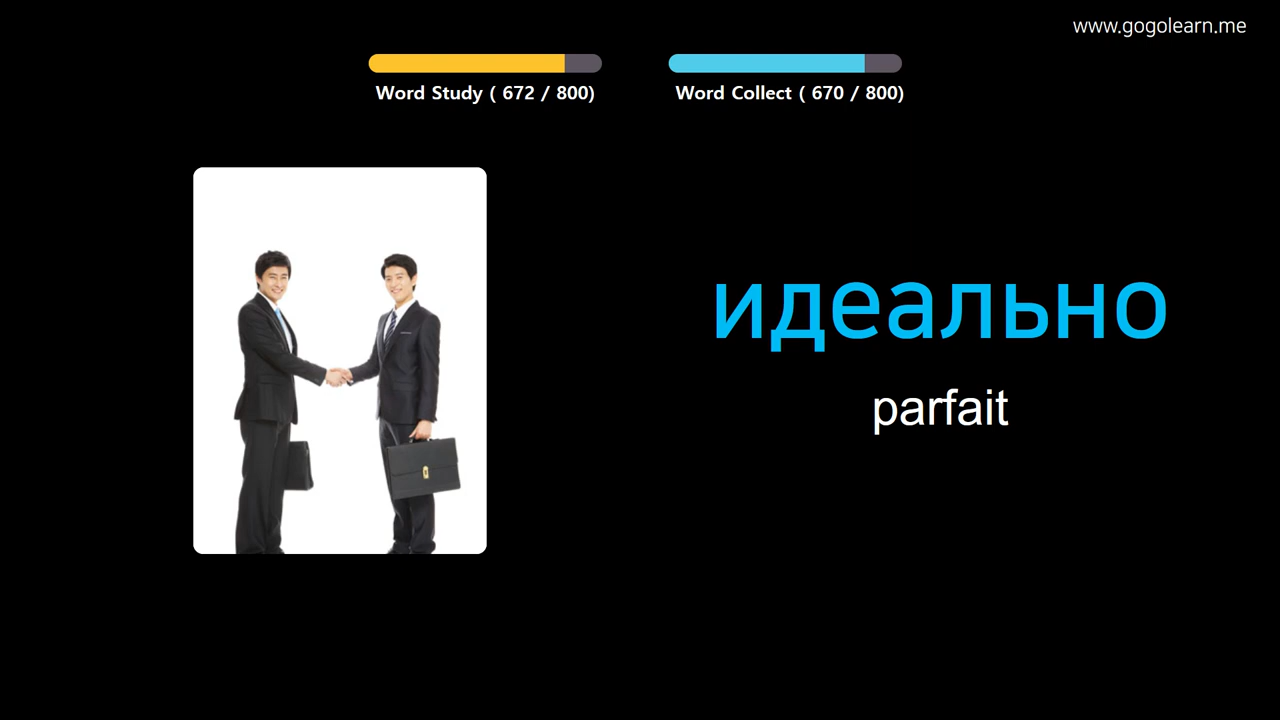 www.gogolearn.me
Word Study ( 672 / 800)
Word Collect ( 670 / 800)
идеально
parfait